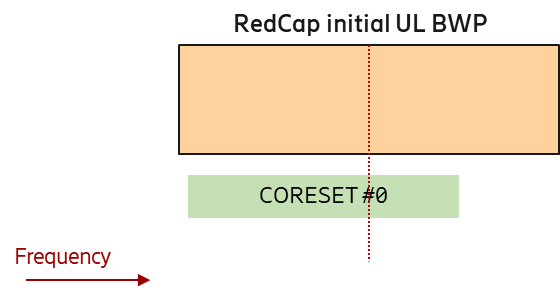 RedCap initial UL BWP
CORESET #0
Frequency